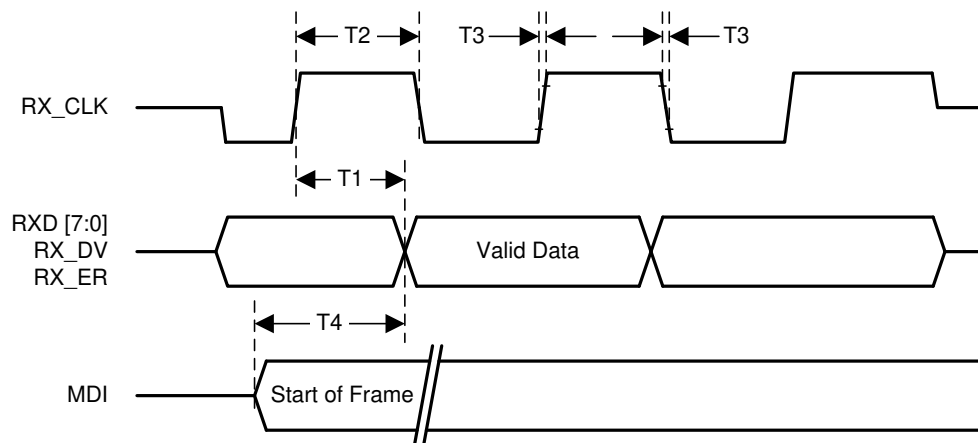 T2
T3
T3
RX_CLK
T1
RXD [7:0]
RX_DV
RX_ER
Valid Data
T4
MDI
Start of Frame